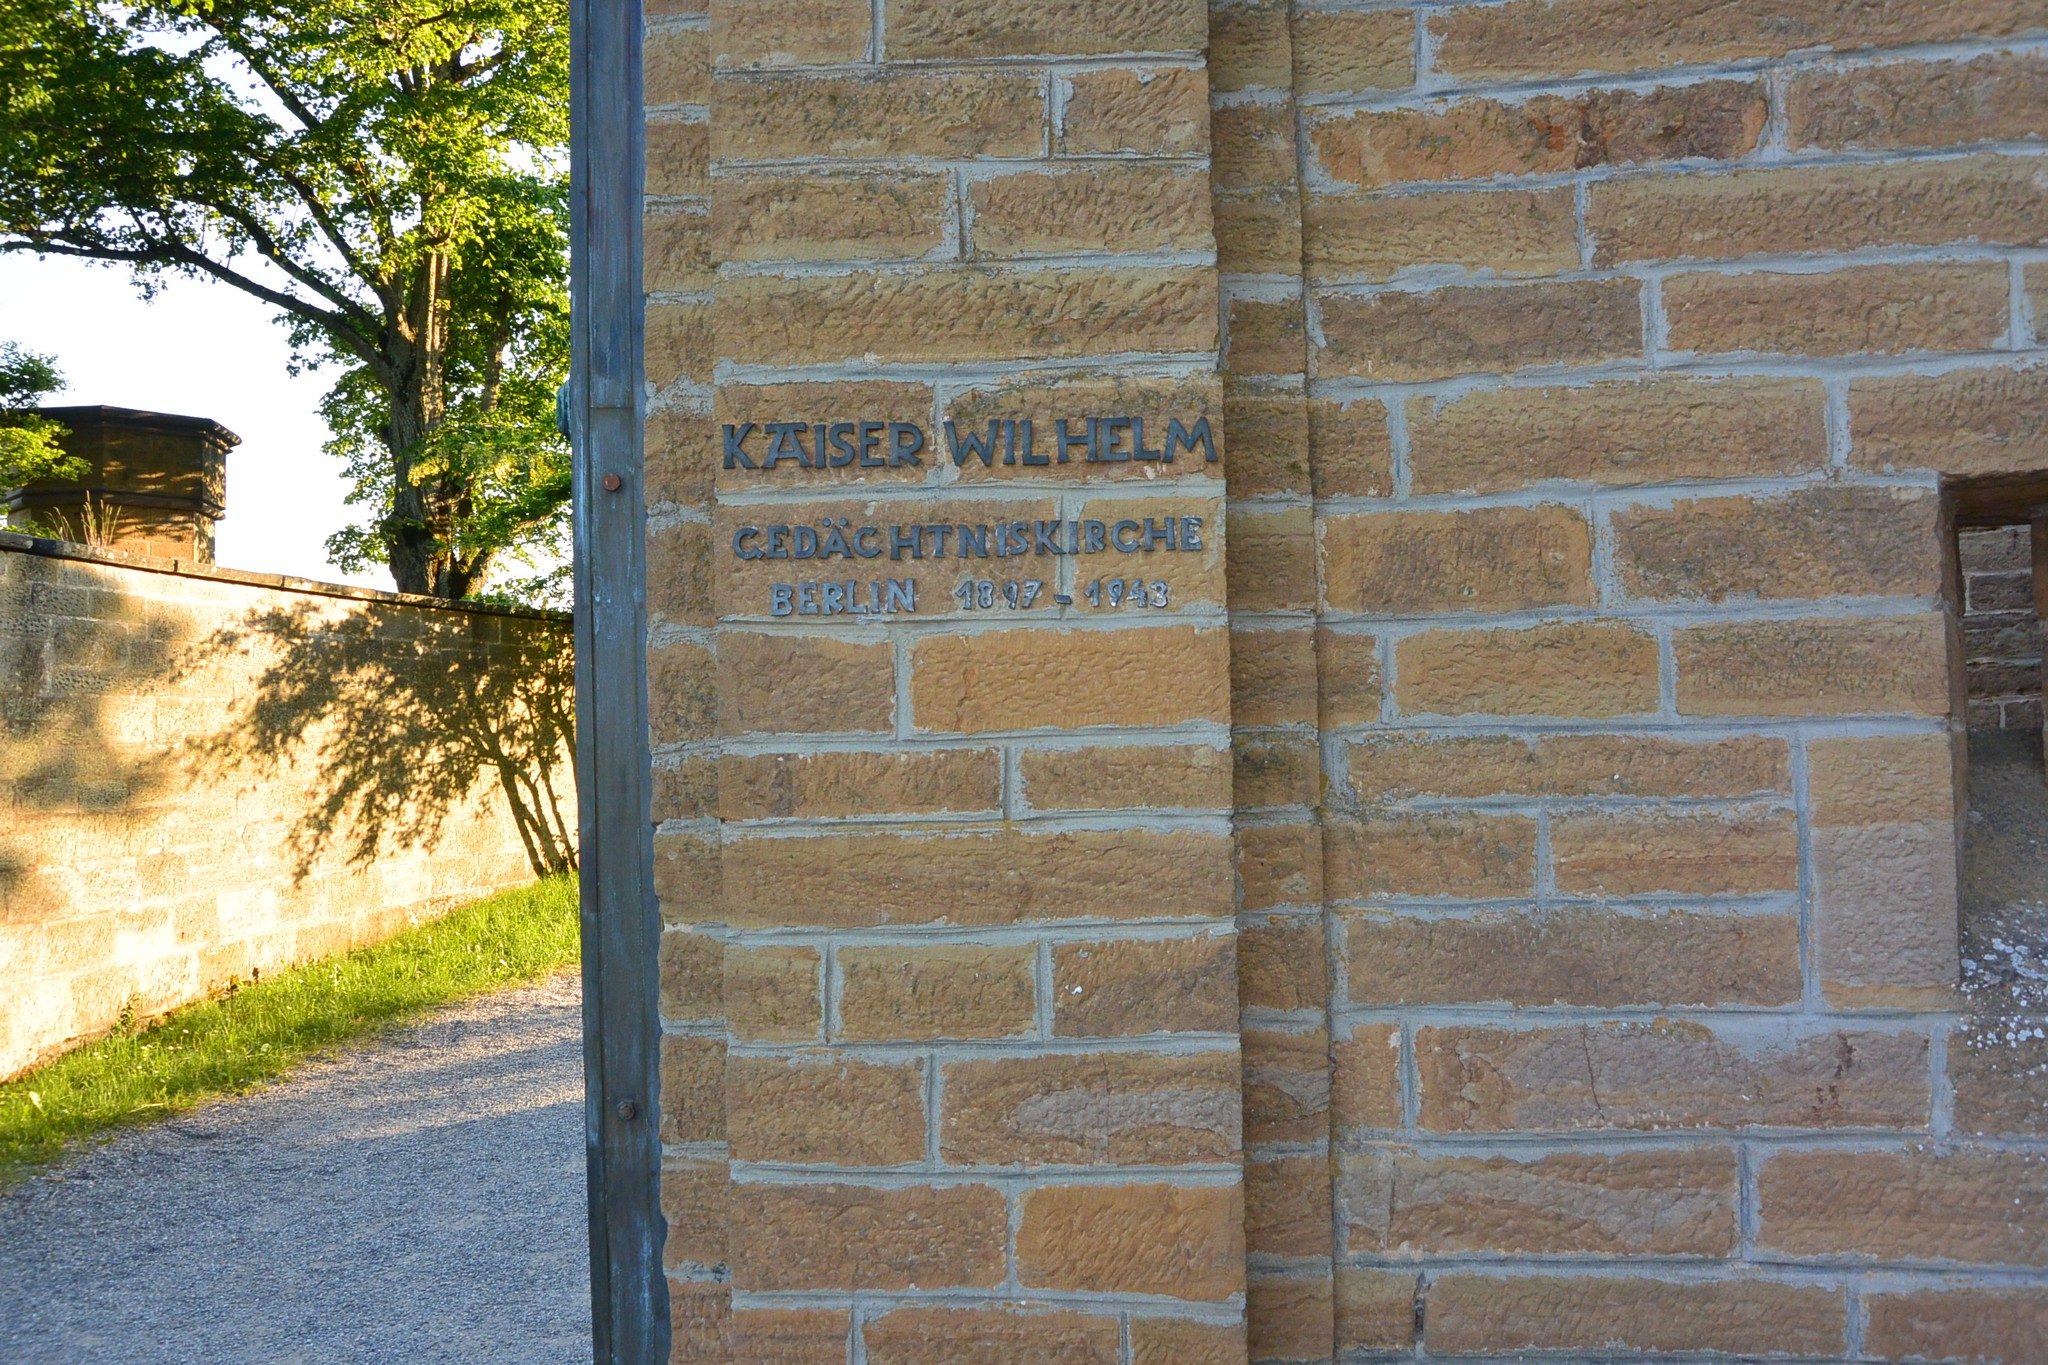 KAISER WILHELM
GEDÄCHTNISKIRCHE
BERLIN 1897-1943